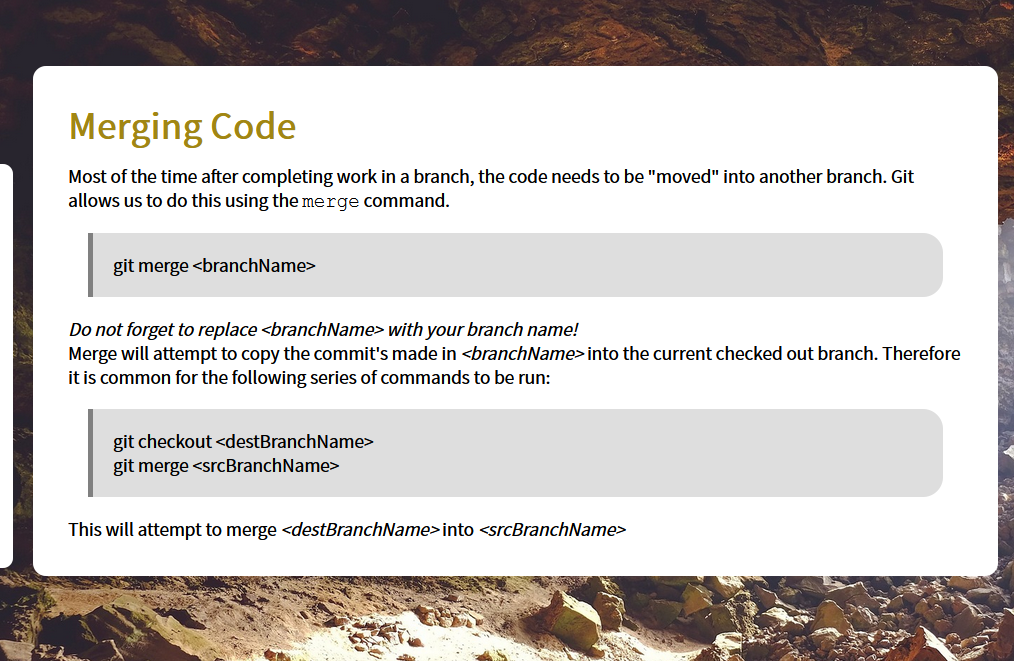 Merging Code
Most of the time after completing work in a branch, the code needs to be "moved" into another branch. Git
allows us to do this using the merge command.
git merge <branchName>
Do not forget to replace <branchName> with your branch name!
Merge will attempt to copy the commit's made in <branchName> into the current checked out branch. Therefore
it is common for the following series of commands to be run:
git checkout <destBranchName>
git merge <srcBranchName>
This will attempt to merge <destBranchName> into <srcBranchName>